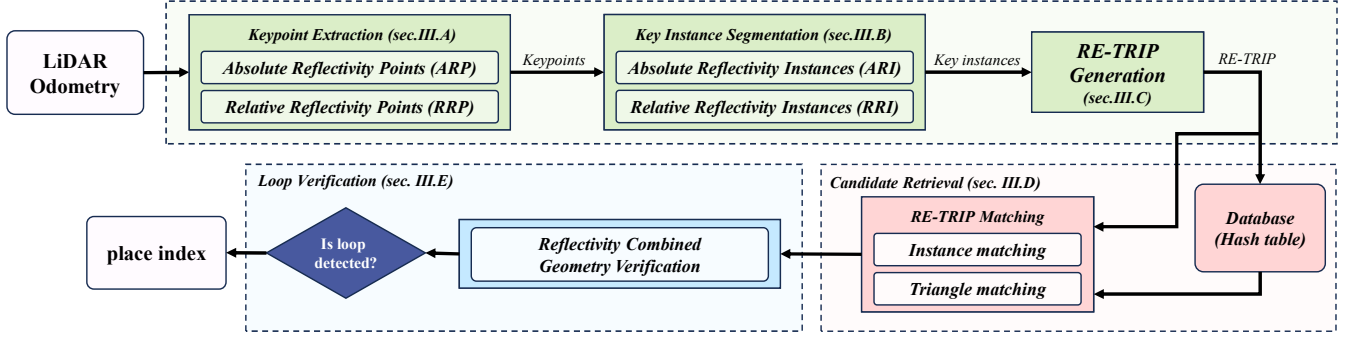 LiDAR
Odometry
Keypoint Extraction (sec.III.A)
Absolute Reflectivity Points (ARP)
Relative Reflectivity Points (RRP)
Keypoints
Key Instance Segmentation (sec.III.B)
Absolute Reflectivity Instances (ARI)
Relative Reflectivity Instances (RRI)
Key instances
RE-TRIP
Generation
(sec.III.C)
RE-TRIP
Loop Verification (sec. III.E)
place index
Is loop
detected?
Reflectivity Combined
Geometry Verification
Candidate Retrieval (sec. III.D)
RE-TRIP Matching
Instance matching
Triangle matching
Database
(Hash table)